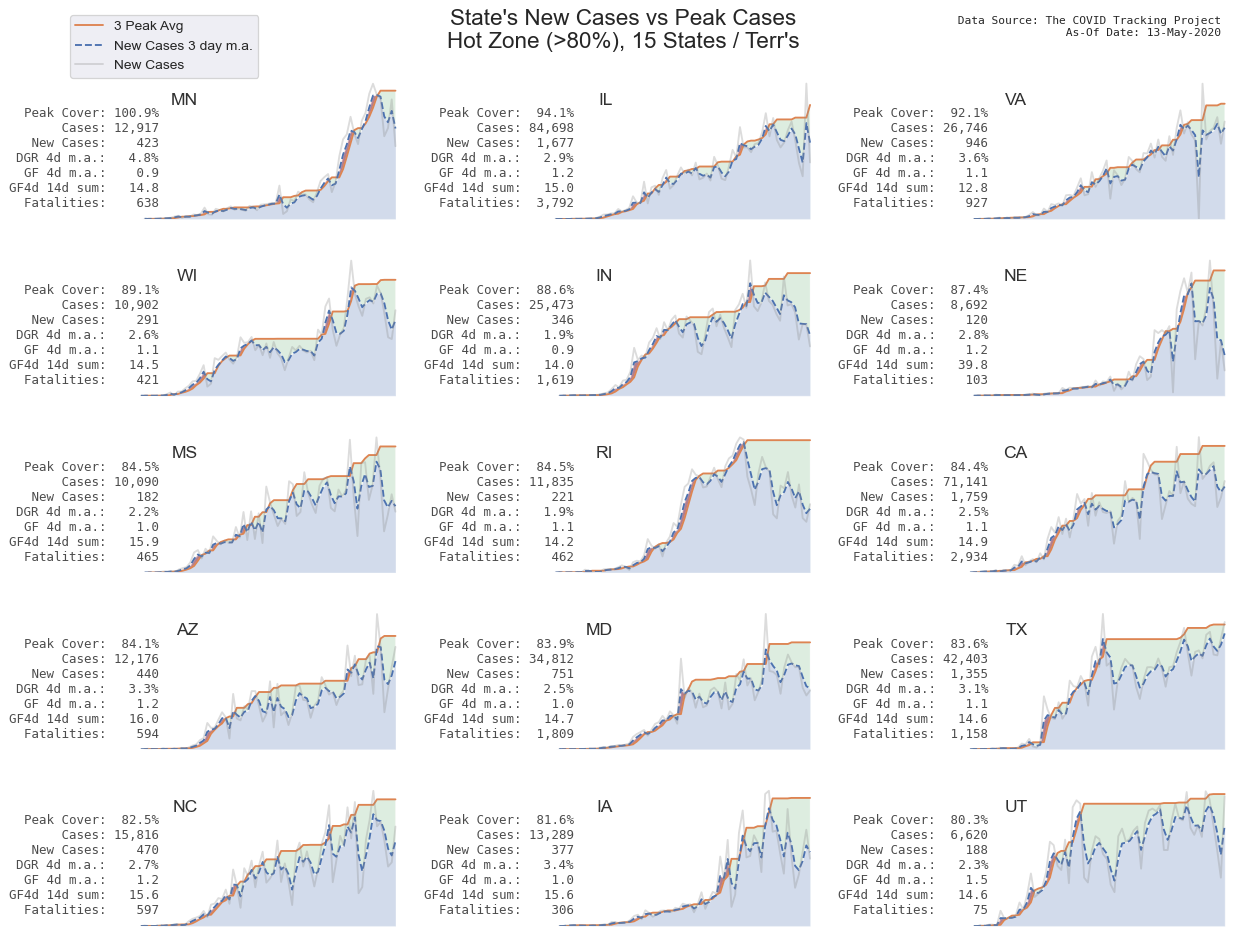 3 Peak Avg
New Cases 3 day m.a.
New Cases
State's New Cases vs Peak Cases
Hot Zone (>80%), 15 States / Terr's
Data Source: The COVID Tracking Project
As-Of Date: 13-May-2020
MN
Peak Cover: 100.9%
Cases: 12,917
New Cases: 423
DGR 4d m.a.: 4.8%
GF 4d m.a.: 0.9
GF4d 14d sum: 14.8
Fatalities: 638
IL
Peak Cover: 94.1%
Cases: 84,698
New Cases: 1,677
DGR 4d m.a.: 2.9%
GF 4d m.a.: 1.2
GF4d 14d sum: 15.0
Fatalities: 3,792
VA
Peak Cover: 92.1%
Cases: 26,746
New Cases: 946
DGR 4d m.a.: 3.6%
GF 4d m.a.: 1.1
GF4d 14d sum: 12.8
Fatalities: 927
WI
Peak Cover: 89.1%
Cases: 10,902
New Cases: 291
DGR 4d m.a.: 2.6%
GF 4d m.a.: 1.1
GF4d 14d sum: 14.5
Fatalities: 421
IN
Peak Cover: 88.6%
Cases: 25,473
New Cases: 346
DGR 4d m.a.: 1.9%
GF 4d m.a.: 0.9
GF4d 14d sum: 14.0
Fatalities: 1,619
NE
Peak Cover: 87.4%
Cases: 8,692
New Cases: 120
DGR 4d m.a.: 2.8%
GF 4d m.a.: 1.2
GF4d 14d sum: 39.8
Fatalities: 103
MS
Peak Cover: 84.5%
Cases: 10,090
New Cases: 182
DGR 4d m.a.: 2.2%
GF 4d m.a.: 1.0
GF4d 14d sum: 15.9
Fatalities: 465
RI
Peak Cover: 84.5%
Cases: 11,835
New Cases: 221
DGR 4d m.a.: 1.9%
GF 4d m.a.: 1.1
GF4d 14d sum: 14.2
Fatalities: 462
CA
Peak Cover: 84.4%
Cases: 71,141
New Cases: 1,759
DGR 4d m.a.: 2.5%
GF 4d m.a.: 1.1
GF4d 14d sum: 14.9
Fatalities: 2,934
AZ
Peak Cover: 84.1%
Cases: 12,176
New Cases: 440
DGR 4d m.a.: 3.3%
GF 4d m.a.: 1.2
GF4d 14d sum: 16.0
Fatalities: 594
MD
Peak Cover: 83.9%
Cases: 34,812
New Cases: 751
DGR 4d m.a.: 2.5%
GF 4d m.a.: 1.0
GF4d 14d sum: 14.7
Fatalities: 1,809
TX
Peak Cover: 83.6%
Cases: 42,403
New Cases: 1,355
DGR 4d m.a.: 3.1%
GF 4d m.a.: 1.1
GF4d 14d sum: 14.6
Fatalities: 1,158
NC
Peak Cover: 82.5%
Cases: 15,816
New Cases: 470
DGR 4d m.a.: 2.7%
GF 4d m.a.: 1.2
GF4d 14d sum: 15.6
Fatalities: 597
IA
Peak Cover: 81.6%
Cases: 13,289
New Cases: 377
DGR 4d m.a.: 3.4%
GF 4d m.a.: 1.0
GF4d 14d sum: 15.6
Fatalities: 306
UT
Peak Cover: 80.3%
Cases: 6,620
New Cases: 188
DGR 4d m.a.: 2.3%
GF 4d m.a.: 1.5
GF4d 14d sum: 14.6
Fatalities: 75